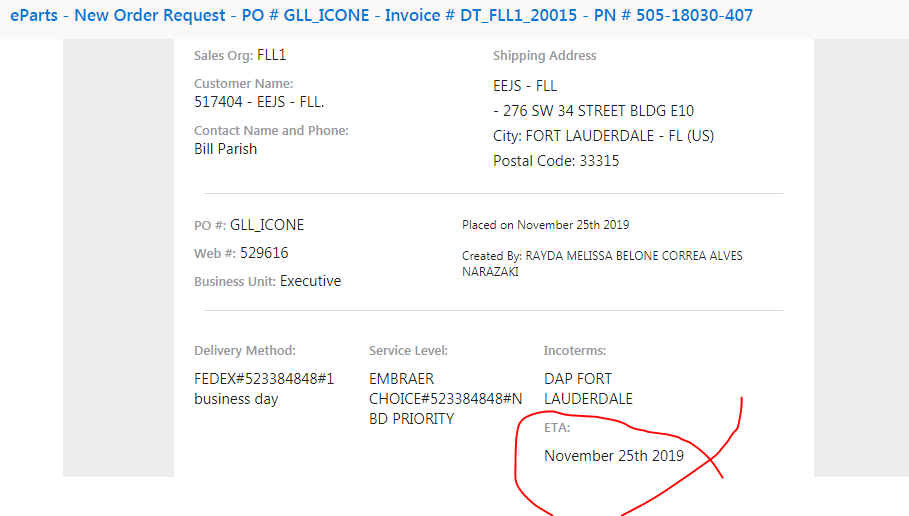 eParts - New Order Request - PO # GLL_ICONE - Invoice # DT_FLL1_20015 - PN # 505-18030-407
Sales Org: FLL1
Customer Name:
517404 - EEJS - FLL.
Contact Name and Phone:
Bill Parish
Shipping Address
EEJS - FLL
- 276 SW 34 STREET BLDG E10
City: FORT LAUDERDALE - FL (US)
Postal Code: 33315
PO #: GLL_ICONE
Web #: 529616
Business Unit: Executive
Placed on November 25th 2019
Created By: RAYDA MELISSA BELONE CORREA ALVES
NARAZAKI
Delivery Method:
FEDEX#523384848#1
business day
Service Level:
EMBRAER
CHOICE#523384848#N
BD PRIORITY
Incoterms:
DAP FORT
LAUDERDALE
ETA:
November 25th 2019